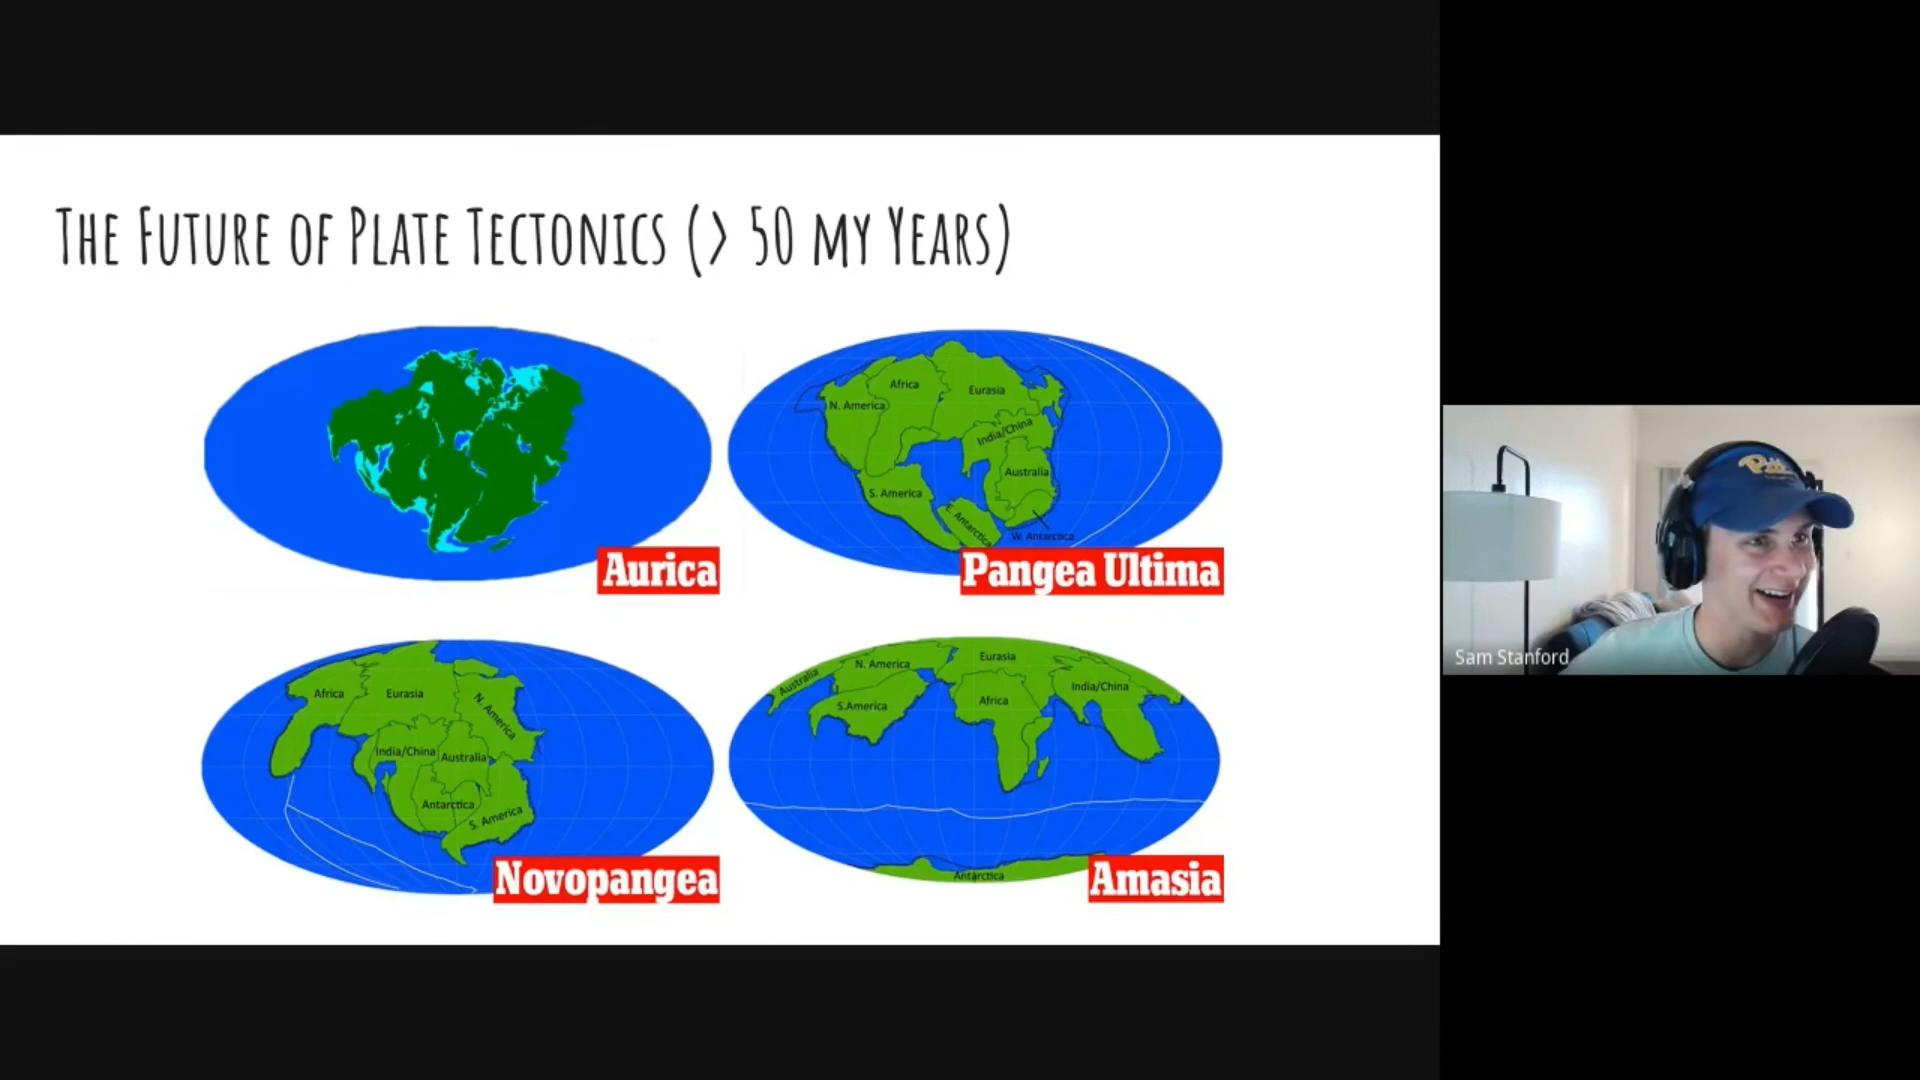 The Future of Plate Tectonics (> 50 my Years)
Aurica
Africa
Eurasia
N. America
India/China
Australia
S. America
E. Antarctica
W. Antarctica
Pangea Ultima
Africa
Eurasia
N. America
India/China
Australia
Antarctica
S. America
Novopangea
Australia
N. America
Eurasia
India/China
S.America
Africa
Antarctica
Amasia
Pitt
Sam Stanford